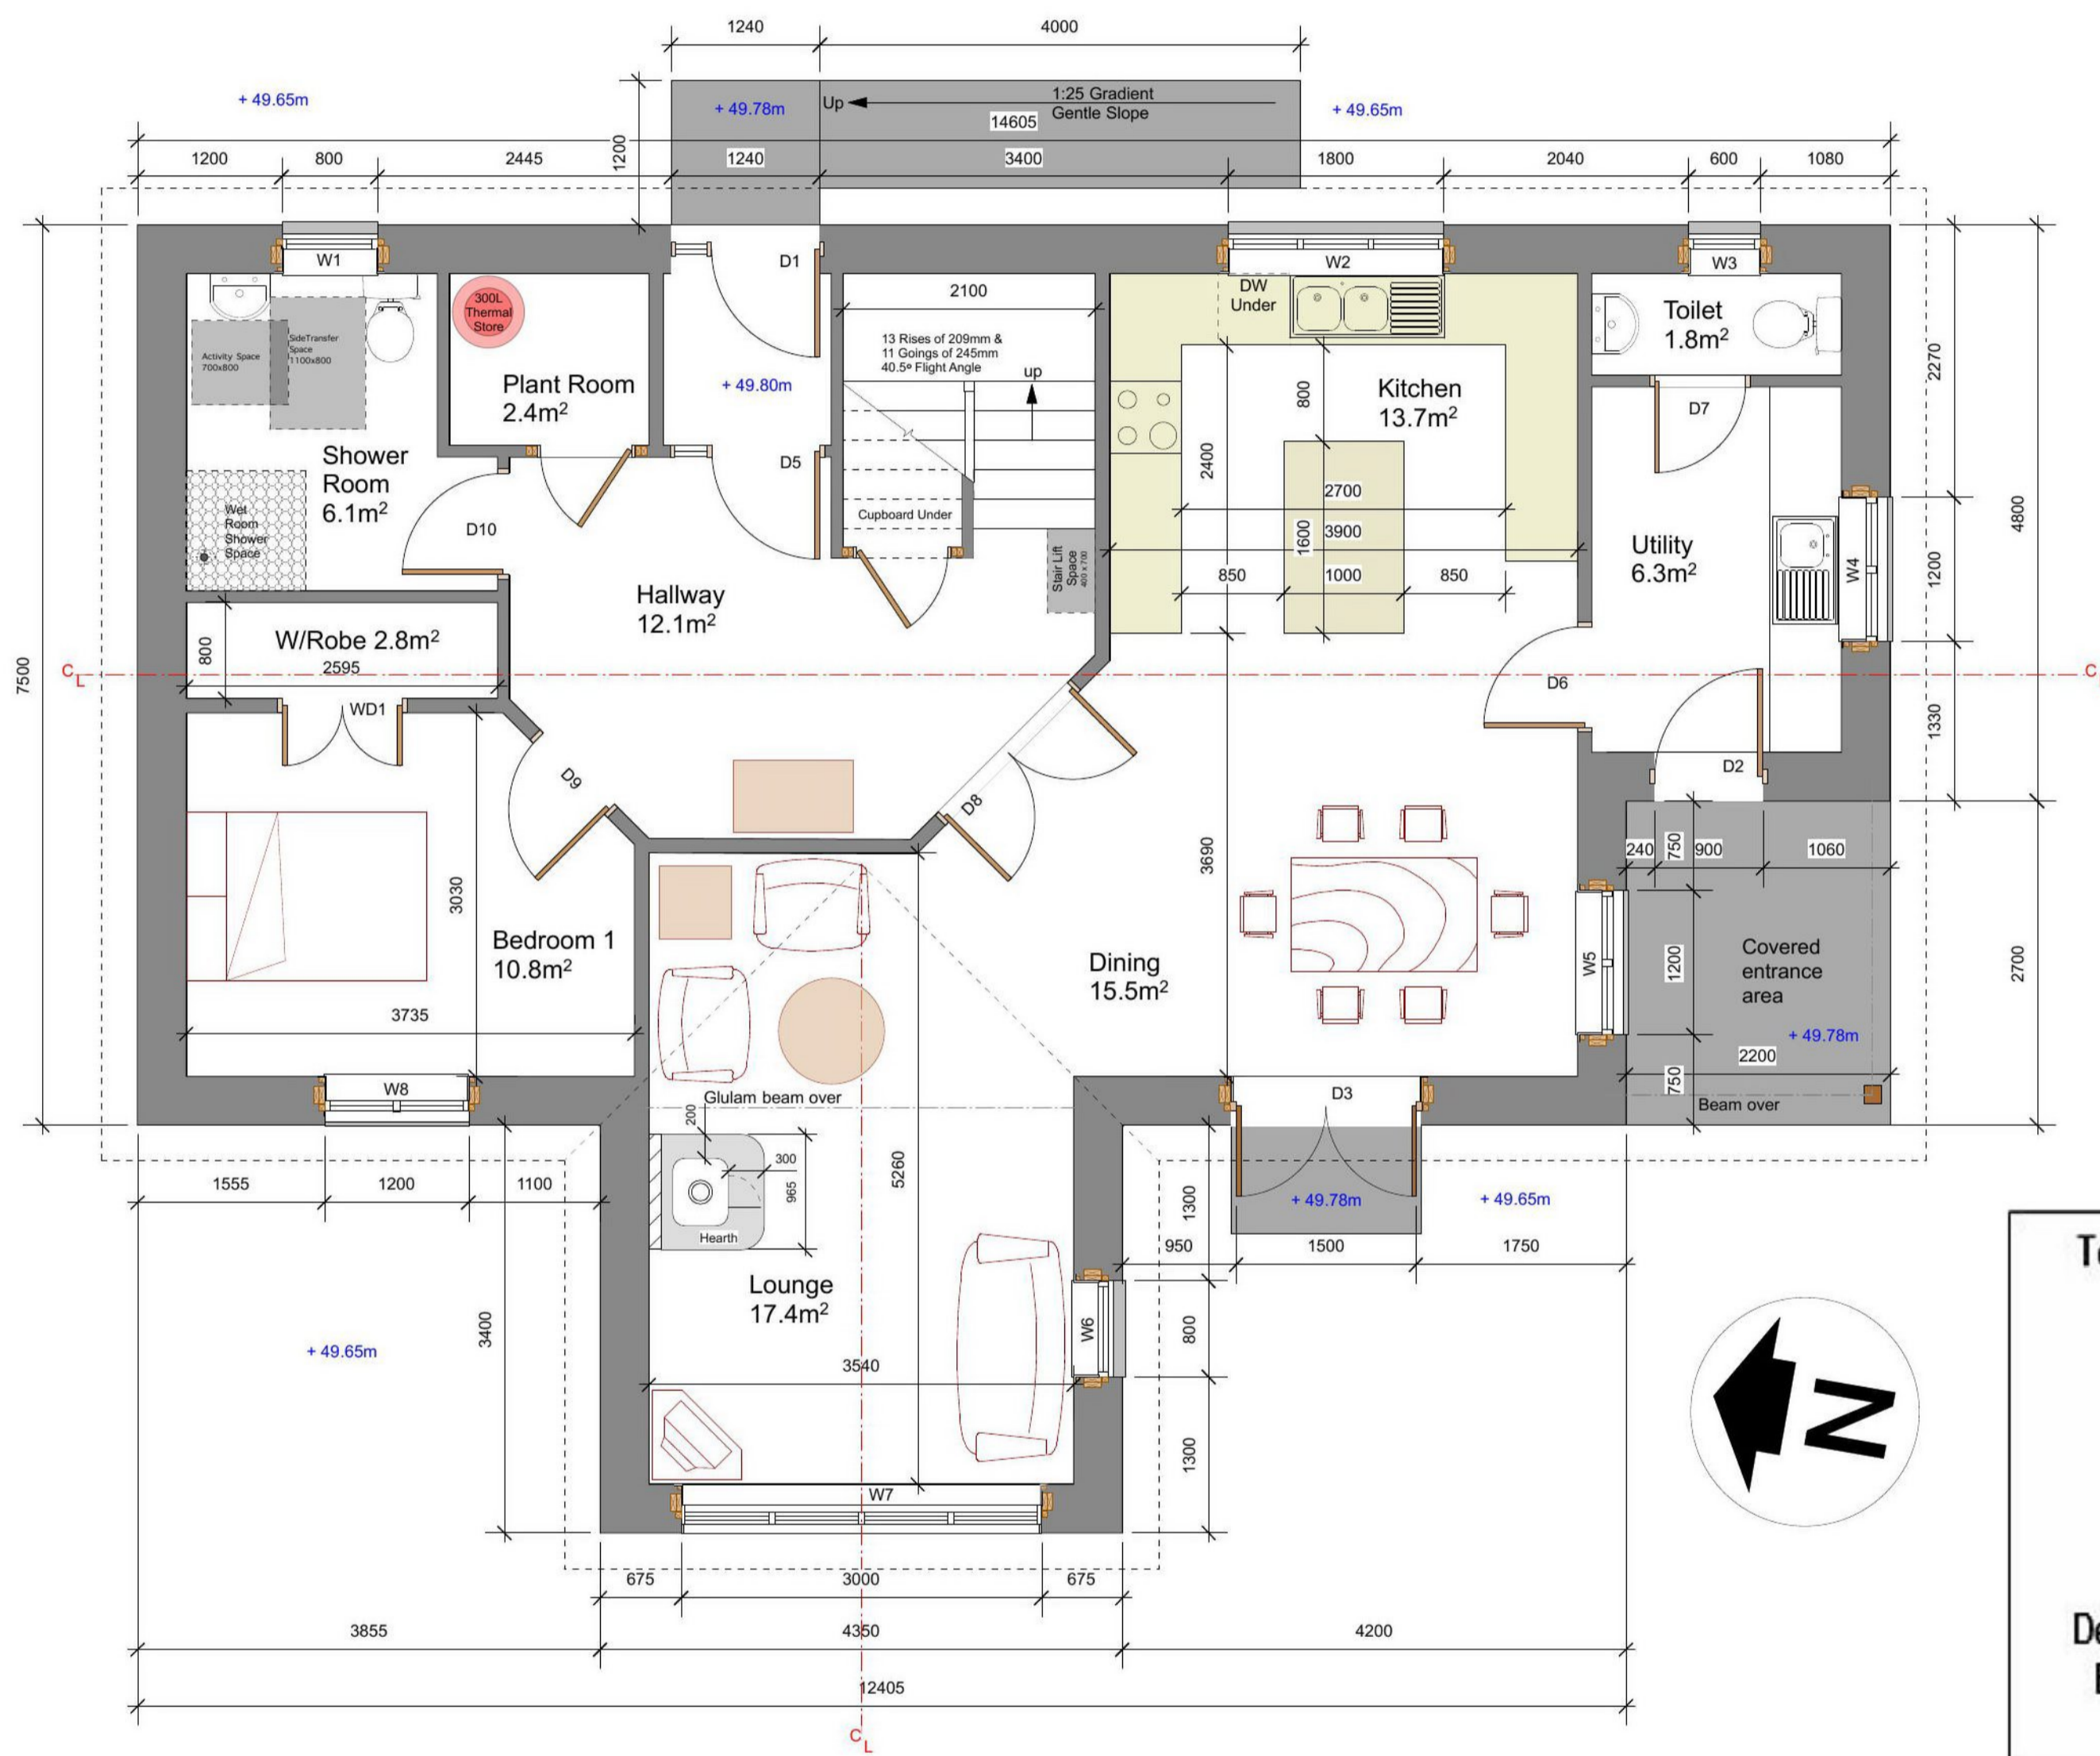 1240
4000
+ 49.65m
+ 49.78m
Up
1:25 Gradient
Gentle Slope
+ 49.65m
14605
1200
800
2445
1200
1240
3400
1800
2040
600
1080
W1
D1
W2
W3
300L
Thermal
Store
2100
DW
Under
Toilet
1.8m²
SideTransfer
Space
1100x800
Activity Space
700x800
13 Rises of 209mm &
11 Goings of 245mm
40.5º Flight Angle
up
Plant Room
2.4m²
+ 49.80m
800
Kitchen
13.7m²
2270
D7
Shower
Room
6.1m²
D5
2400
2700
4800
Wet
Room
Shower
Space
D10
Cupboard Under
1600
3900
Utility
6.3m²
W4
1200
Stair Lift
Space
400 x 700
850
1000
850
Hallway
12.1m²
W/Robe 2.8m²
800
2595
7500
C L
C
D6
WD1
1330
D9
D8
D2
3690
240
750
900
1060
3030
Bedroom 1
10.8m²
Dining
15.5m²
W5
1200
Covered
entrance
area
2700
3735
+ 49.78m
2200
W8
Glulam beam over
D3
750
Beam over
200
300
965
5260
1555
1200
1100
1300
+ 49.78m
+ 49.65m
Hearth
950
1500
1750
Lounge
17.4m²
3400
+ 49.65m
W6
800
3540
N
1300
W7
675
3000
675
3855
4350
4200
12405
C L